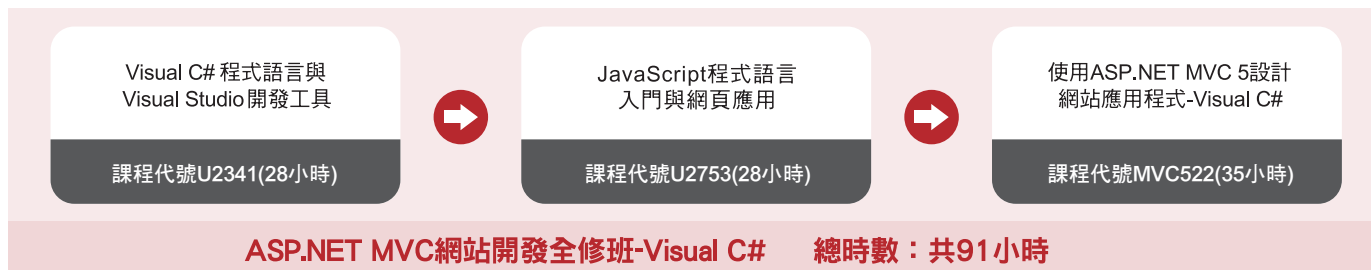 Visual C# 程式語言與
Visual Studio開發工具
課程代號U2341(28小時)
JavaScript程式語言
入門與網頁應用
課程代號U2753(28小時)
使用ASP.NET MVC 5設計
網站應用程式-Visual C#
課程代號MVC522(35小時)
ASP.NET MVC網站開發全修班-Visual C# 總時數：共91小時